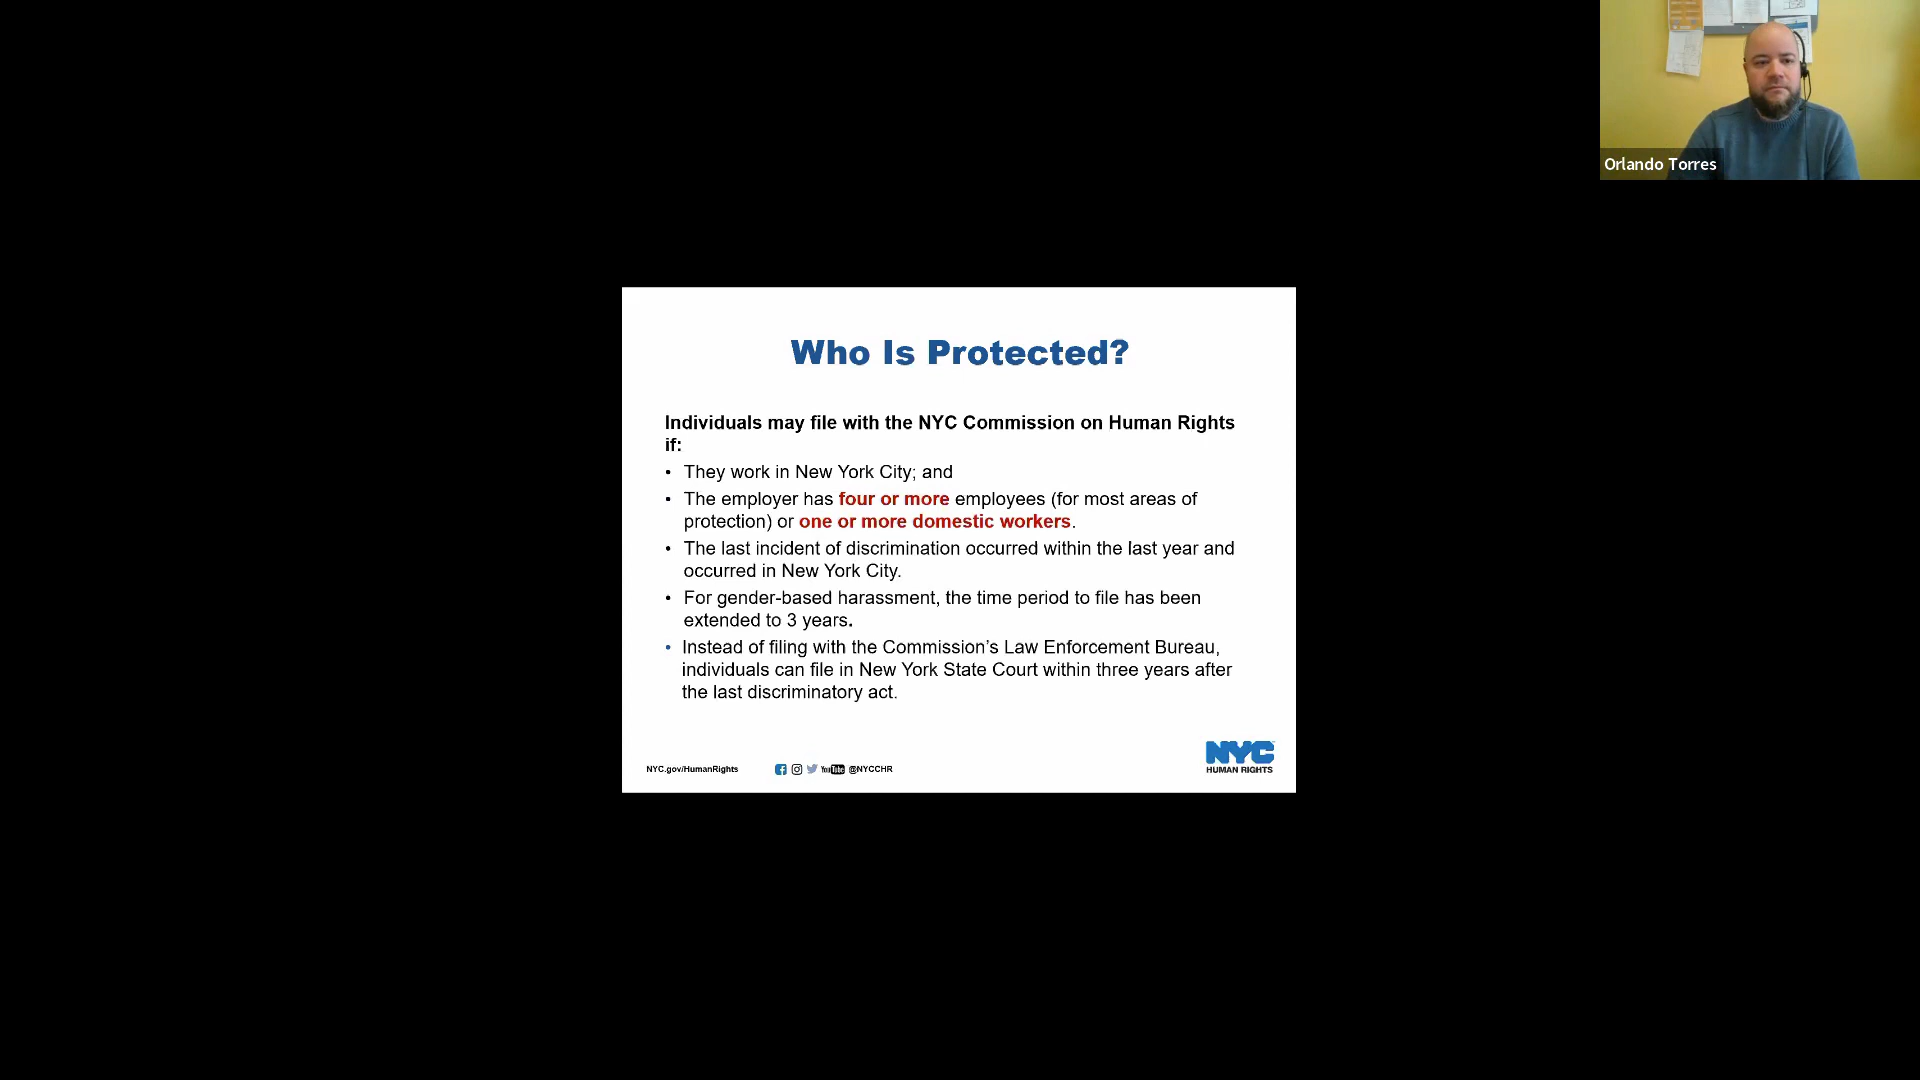 Orlando Torres
Who Is Protected?
Individuals may file with the NYC Commission on Human Rights
if:
• They work in New York City; and
• The employer has four or more employees (for most areas of
protection) or one or more domestic workers.
• The last incident of discrimination occurred within the last year and
occurred in New York City.
• For gender-based harassment, the time period to file has been
extended to 3 years.
• Instead of filing with the Commission’s Law Enforcement Bureau,
individuals can file in New York State Court within three years after
the last discriminatory act.
NYC
HUMAN RIGHTS
NYC.gov/HumanRights YouTube @NYCCHR